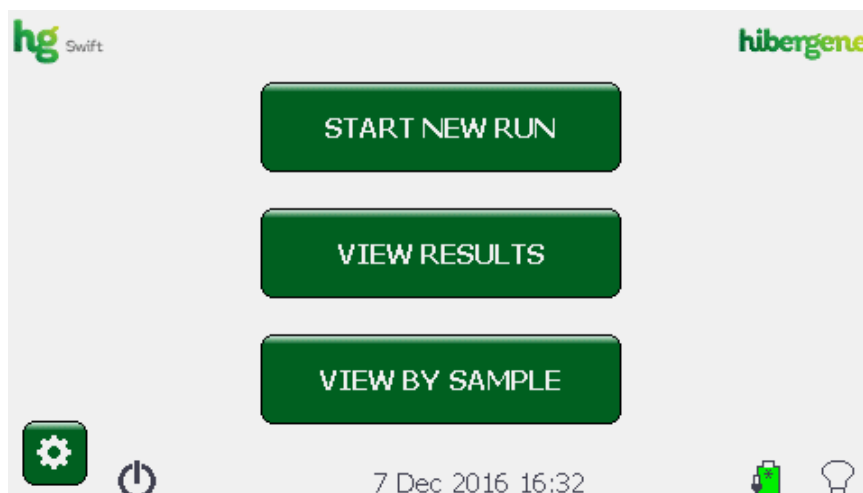 hg Swift
hibergene
START NEW RUN
VIEW RESULTS
VIEW BY SAMPLE
7 Dec 2016 16:32